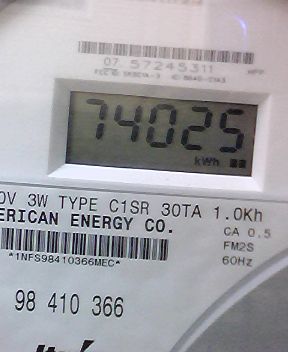 07 57245311
74025
kWh
0V 3W TYPE C1SR 30TA 1.0Kh
ERICAN ENERGY CO.
CA 0.5
FM2S
60Hz
*1NFS98410366MEC*
98 410 366